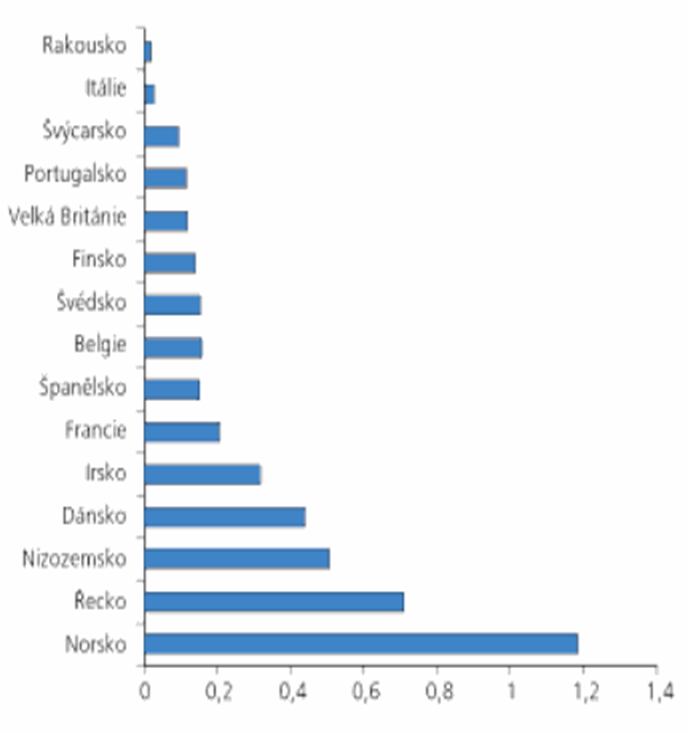 Rakousko
Itálie
Švýcarsko
Portugalsko
Velká Británie
Finsko
Švédsko
Belgie
Španělsko
Francie
Irsko
Dánsko
Nizozemsko
Řecko
Norsko
0 0,2 0,4 0,6 0,8 1 1,2 1,4